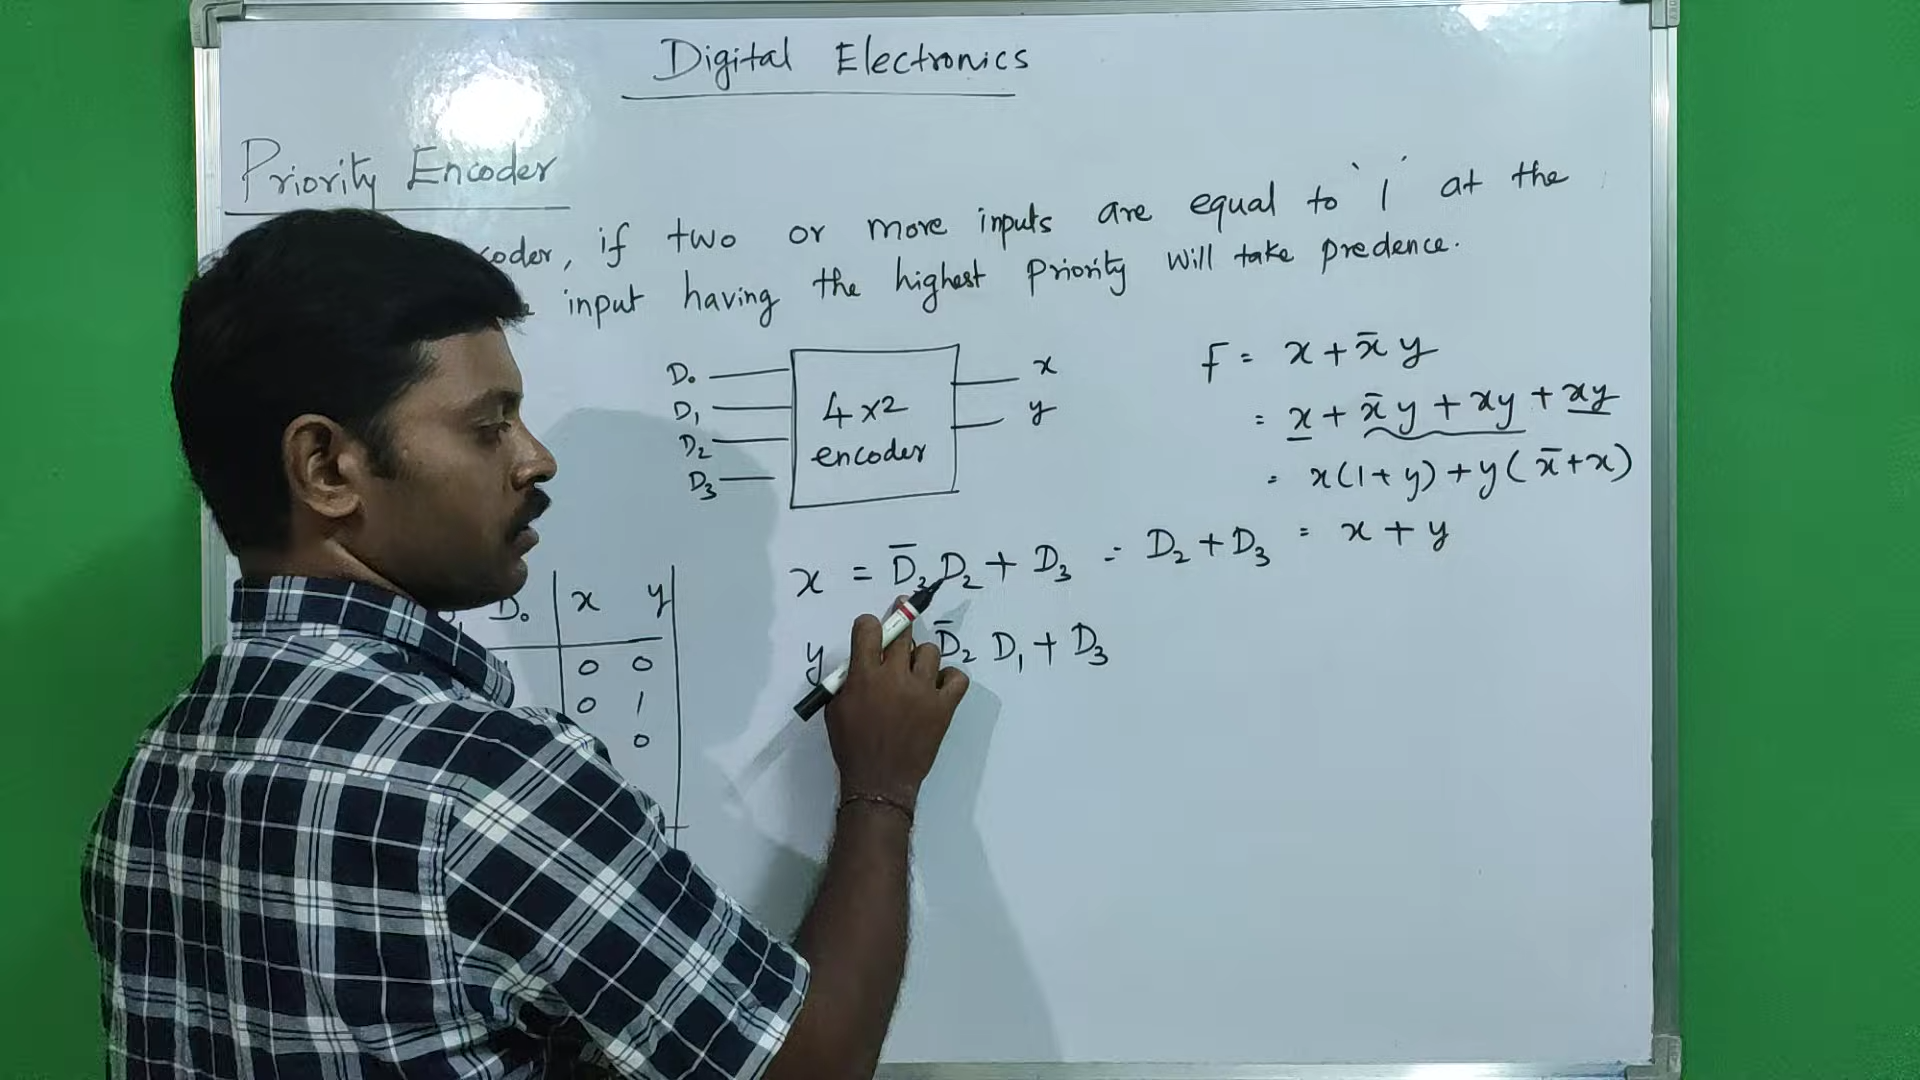 Digital Electronics
Priority Encoder
coder, if two or more inputs are equal to '1' at the
input having the highest priority will take predence.
D₀ x
D₁ 4x2 y
D₂ encoder
D₃
F = x + x̄ y
= x + x̄ y + xy + xy
= x(1+y) + y(x̄+x)
= x + y
x = D̄₃ D₂ + D₃ = D₂ + D₃
y D̄₂ D₁ + D₃
D₀ x y
0 0
0 1
0